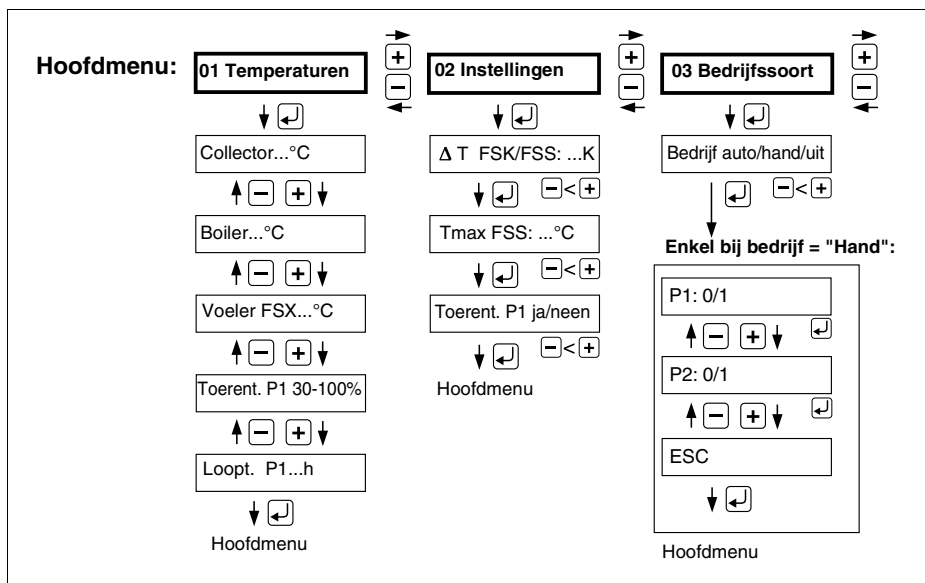 Hoofdmenu:
01 Temperaturen
Collector...°C
Boiler...°C
Voeler FSX...°C
Toerent. P1 30-100%
Loopt. P1...h
Hoofdmenu
02 Instellingen
Δ T FSK/FSS: ...K
Tmax FSS: ...°C
Toerent. P1 ja/neen
Hoofdmenu
03 Bedrijfssoort
Bedrijf auto/hand/uit
Enkel bij bedrijf = "Hand":
P1: 0/1
P2: 0/1
ESC
Hoofdmenu